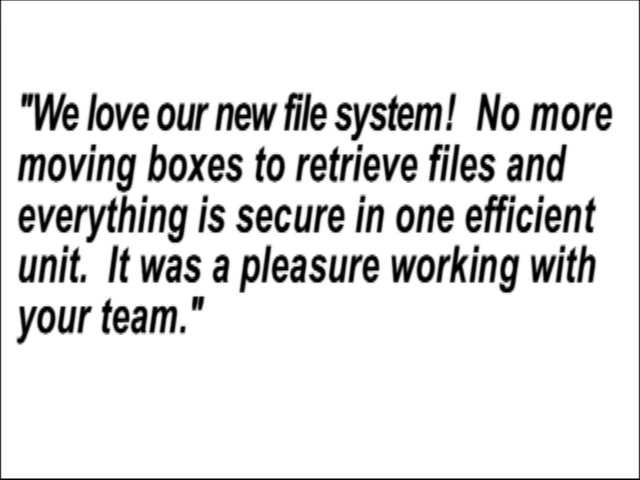 "We love our new file system!  No more
moving boxes to retrieve files and
everything is secure in one efficient
unit.  It was a pleasure working with
your team."